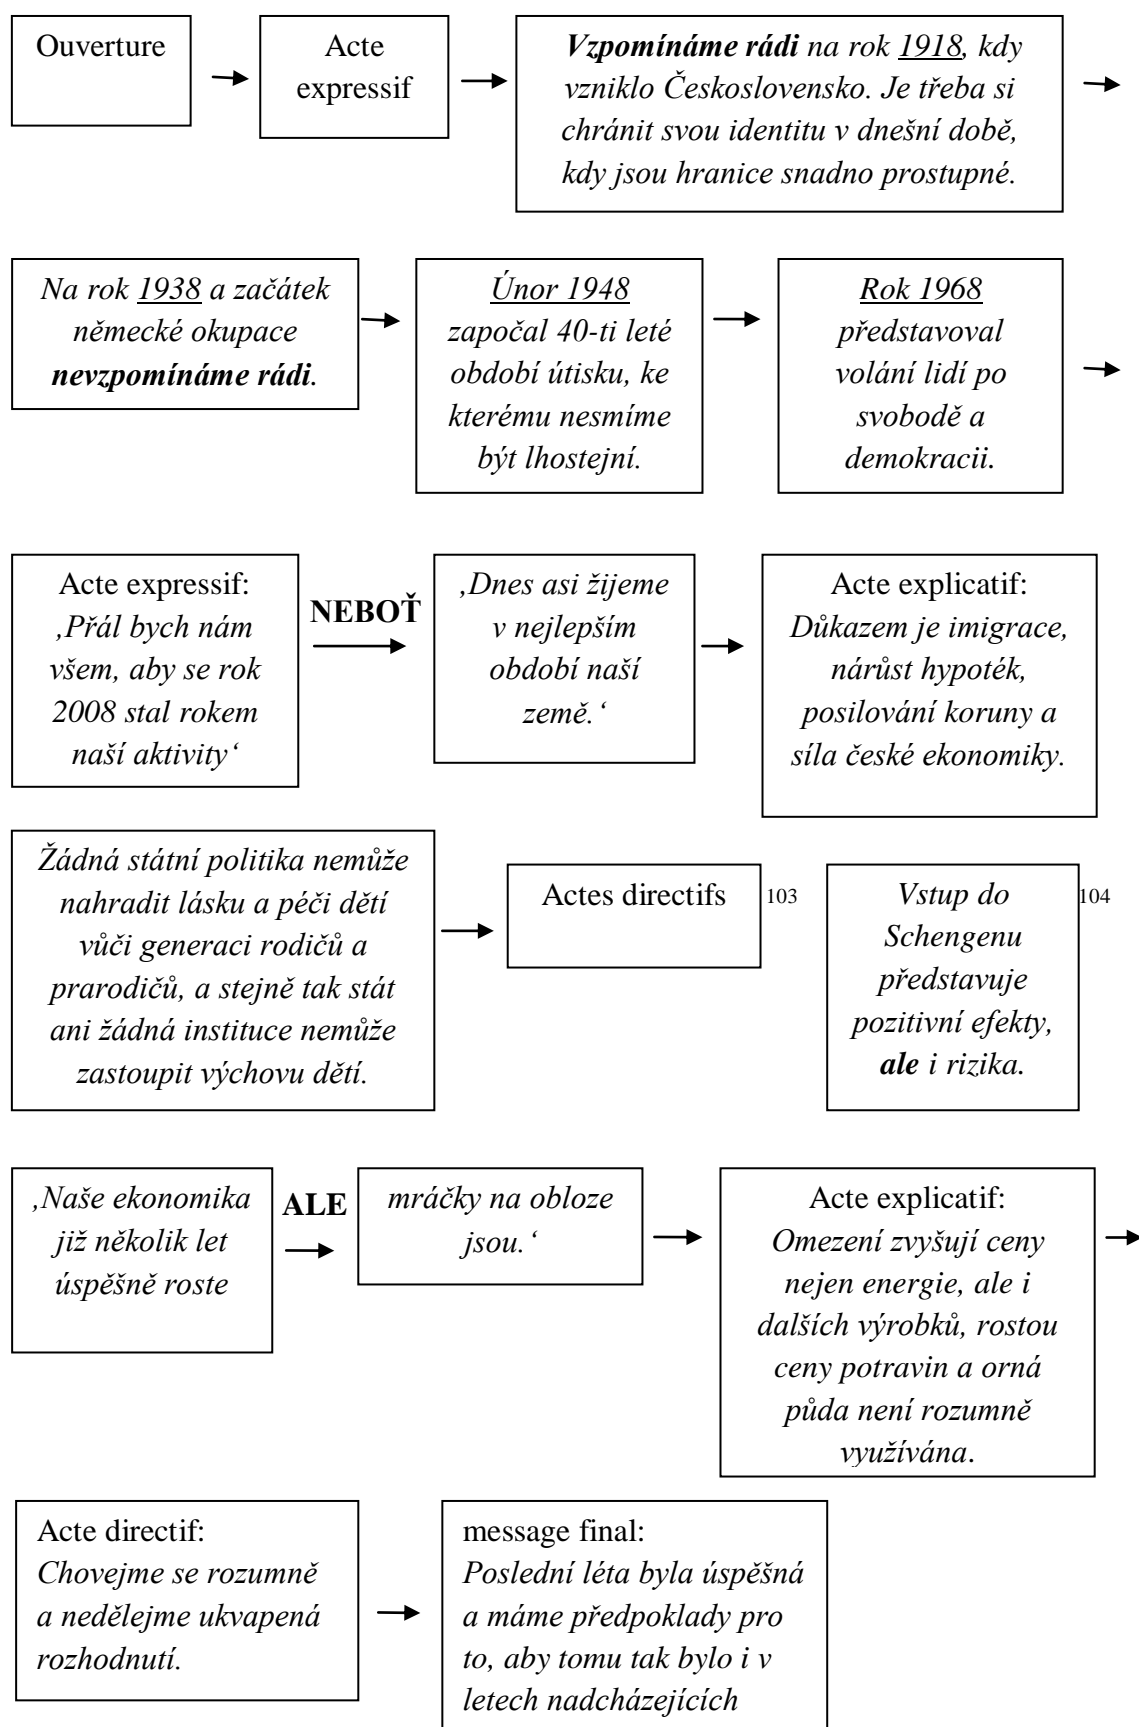 Ouverture
Acte
expressif
Vzpomínáme rádi na rok 1918, kdy
vzniklo Československo. Je třeba si
chránit svou identitu v dnešní době,
kdy jsou hranice snadno prostupné.
Na rok 1938 a začátek
německé okupace
nevzpomínáme rádi.
Únor 1948
započal 40-ti leté
období útisku, ke
kterému nesmíme
být lhostejní.
Rok 1968
představoval
volání lidí po
svobodě a
demokracii.
Acte expressif:
‚Přál bych nám
všem, aby se rok
2008 stal rokem
naší aktivity‘
NEBOŤ
‚Dnes asi žijeme
v nejlepším
období naší
země.‘
Acte explicatif:
Důkazem je imigrace,
nárůst hypoték,
posilování koruny a
síla české ekonomiky.
Žádná státní politika nemůže
nahradit lásku a péči dětí
vůči generaci rodičů a
prarodičů, a stejně tak stát
ani žádná instituce nemůže
zastoupit výchovu dětí.
Actes directifs
103
Vstup do
Schengenu
představuje
pozitivní efekty,
ale i rizika.
104
‚Naše ekonomika
již několik let
úspěšně roste
ALE
mráčky na obloze
jsou.‘
Acte explicatif:
Omezení zvyšují ceny
nejen energie, ale i
dalších výrobků, rostou
ceny potravin a orná
půda není rozumně
využívána.
Acte directif:
Chovejme se rozumně
a nedělejme ukvapená
rozhodnutí.
message final:
Poslední léta byla úspěšná
a máme předpoklady pro
to, aby tomu tak bylo i v
letech nadcházejících